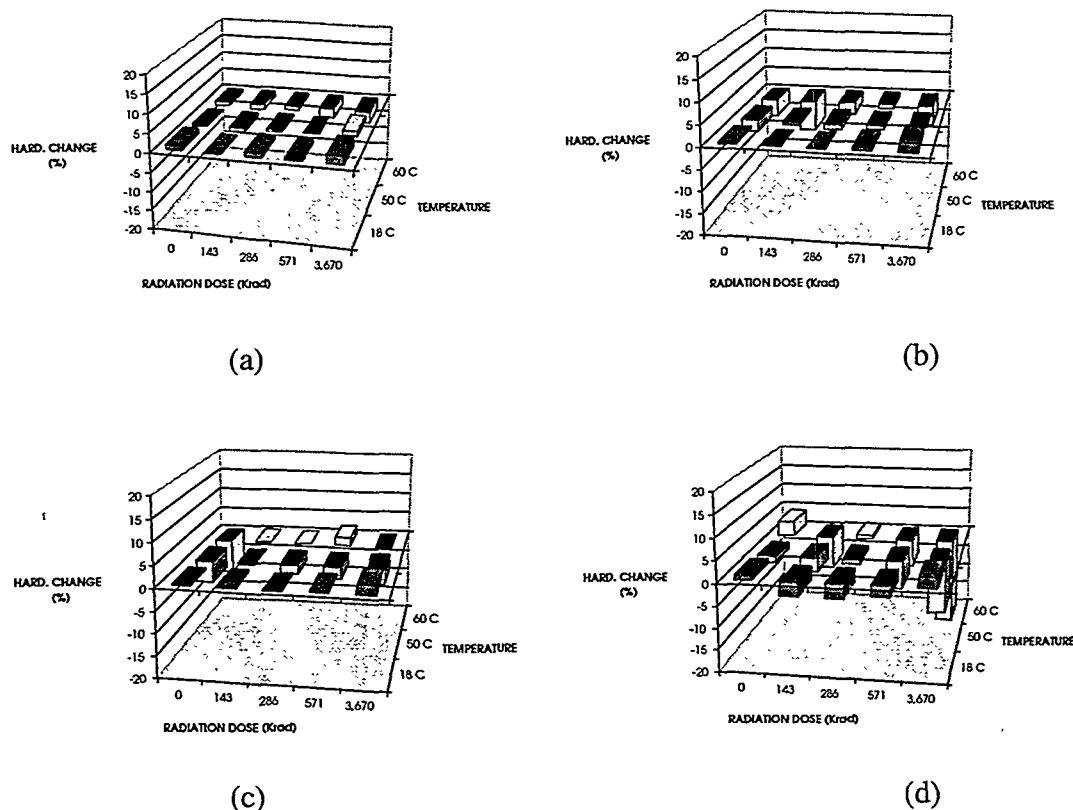 20
15
10
5
0
-5
-10
-15
-20
HARD. CHANGE
(%)
60 C
50 C
18 C
TEMPERATURE
0 143 286 571 3,670
RADIATION DOSE (Krad)
(a)
20
15
10
5
0
-5
-10
-15
-20
HARD. CHANGE
(%)
60 C
50 C
18 C
TEMPERATURE
0 143 286 571 3,670
RADIATION DOSE (Krad)
(b)
20
15
10
5
0
-5
-10
-15
-20
HARD. CHANGE
(%)
60 C
50 C
18 C
TEMPERATURE
0 143 286 571 3,670
RADIATION DOSE (Krad)
(c)
20
15
10
5
0
-5
-10
-15
-20
HARD. CHANGE
(%)
60 C
50 C
18 C
TEMPERATURE
0 143 286 571 3,670
RADIATION DOSE (Krad)
(d)